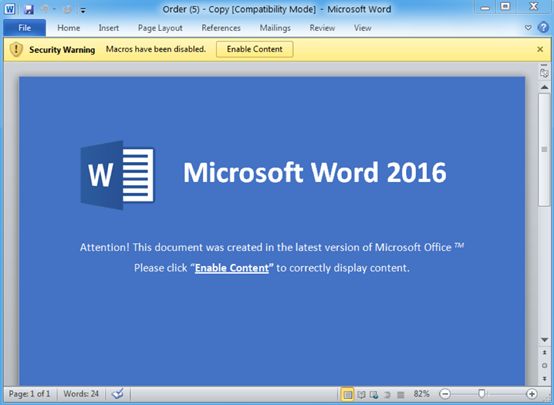 Order (5) - Copy [Compatibility Mode] - Microsoft Word
File Home Insert Page Layout References Mailings Review View
Security Warning Macros have been disabled. Enable Content
W Microsoft Word 2016
Attention! This document was created in the latest version of Microsoft Office TM
Please click “Enable Content” to correctly display content.
Page: 1 of 1 Words: 24 82%